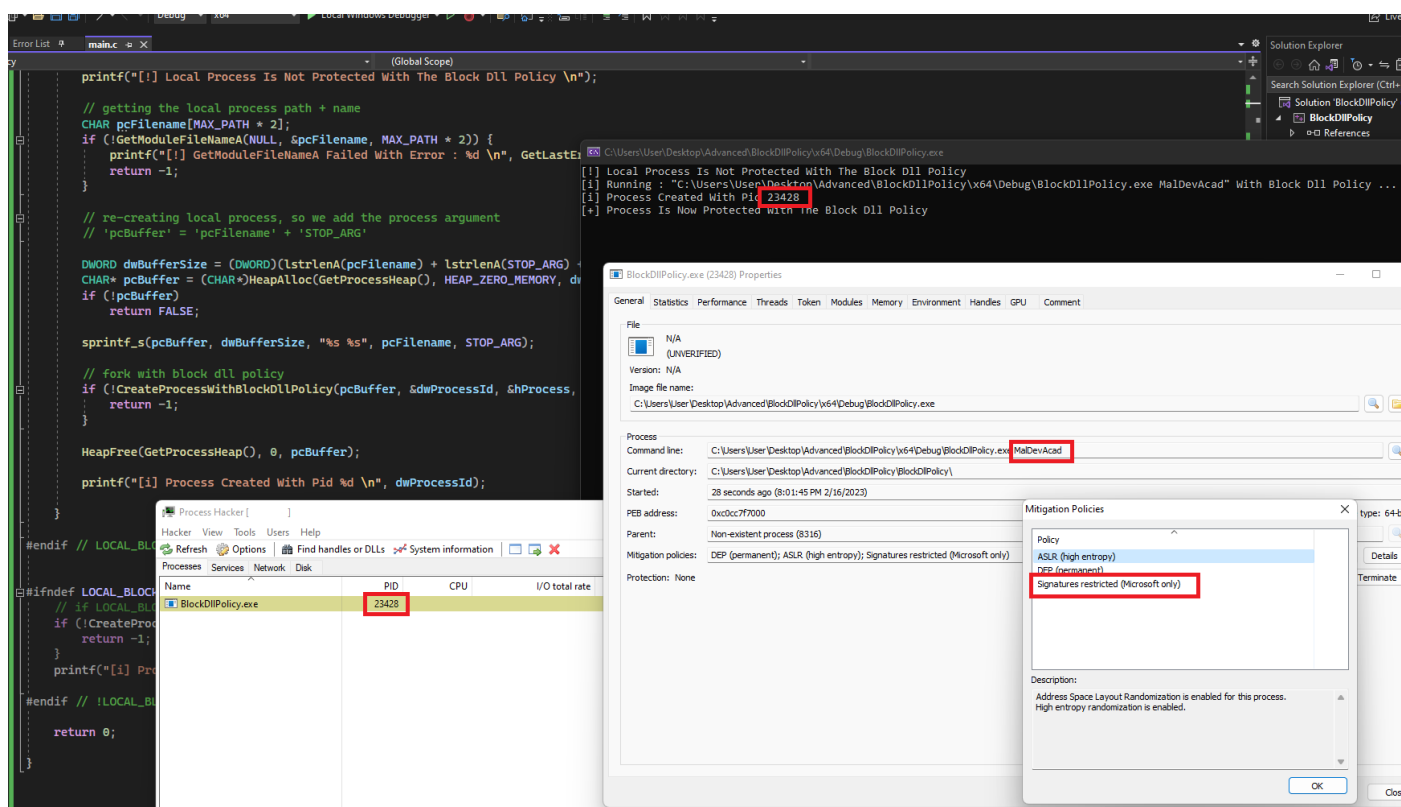 Debug x64 Local Windows Debugger
Error List main.c
(Global Scope)
printf("[!] Local Process Is Not Protected With The Block Dll Policy \n");
// getting the local process path + name
CHAR pcFilename[MAX_PATH * 2];
if (!GetModuleFileNameA(NULL, &pcFilename, MAX_PATH * 2)) {
printf("[!] GetModuleFileNameA Failed With Error : %d \n", GetLastEr
return -1;
}
// re-creating local process, so we add the process argument
// 'pcBuffer' = 'pcFilename' + 'STOP_ARG'
DWORD dwBufferSize = (DWORD)(lstrlenA(pcFilename) + lstrlenA(STOP_ARG) +
CHAR* pcBuffer = (CHAR*)HeapAlloc(GetProcessHeap(), HEAP_ZERO_MEMORY, dw
if (!pcBuffer)
return FALSE;
sprintf_s(pcBuffer, dwBufferSize, "%s %s", pcFilename, STOP_ARG);
// fork with block dll policy
if (!CreateProcessWithBlockDllPolicy(pcBuffer, &dwProcessId, &hProcess,
return -1;
}
HeapFree(GetProcessHeap(), 0, pcBuffer);
printf("[i] Process Created With Pid %d \n", dwProcessId);
}
#endif // LOCAL_BLO
#ifndef LOCAL_BLOCK
// if LOCAL_BLO
if (!CreateProc
return -1;
}
printf("[i] Pro
#endif // !LOCAL_BL
return 0;
}
Solution Explorer
Search Solution Explorer (Ctrl+
Solution 'BlockDllPolicy'
BlockDllPolicy
References
C:\Users\User\Desktop\Advanced\BlockDllPolicy\x64\Debug\BlockDllPolicy.exe
[!] Local Process Is Not Protected With The Block Dll Policy
[i] Running : "C:\Users\User\Desktop\Advanced\BlockDllPolicy\x64\Debug\BlockDllPolicy.exe MalDevAcad" With Block Dll Policy ...
[i] Process Created With Pid 23428
[+] Process Is Now Protected With The Block Dll Policy
BlockDllPolicy.exe (23428) Properties
General Statistics Performance Threads Token Modules Memory Environment Handles GPU Comment
File
N/A
(UNVERIFIED)
Version: N/A
Image file name:
C:\Users\User\Desktop\Advanced\BlockDllPolicy\x64\Debug\BlockDllPolicy.exe
Process
Command line: C:\Users\User\Desktop\Advanced\BlockDllPolicy\x64\Debug\BlockDllPolicy.exe MalDevAcad
Current directory: C:\Users\User\Desktop\Advanced\BlockDllPolicy\BlockDllPolicy\
Started: 28 seconds ago (8:01:45 PM 2/16/2023)
PEB address: 0xc0cc7f7000
type: 64-b
Parent: Non-existent process (8316)
Mitigation policies: DEP (permanent); ASLR (high entropy); Signatures restricted (Microsoft only)
Details
Protection: None
Terminate
Close
Mitigation Policies
Policy
ASLR (high entropy)
DEP (permanent)
Signatures restricted (Microsoft only)
Description:
Address Space Layout Randomization is enabled for this process.
High entropy randomization is enabled.
OK
Process Hacker [ ]
Hacker View Tools Users Help
Refresh Options Find handles or DLLs System information
Processes Services Network Disk
Name PID CPU I/O total rate
BlockDllPolicy.exe 23428